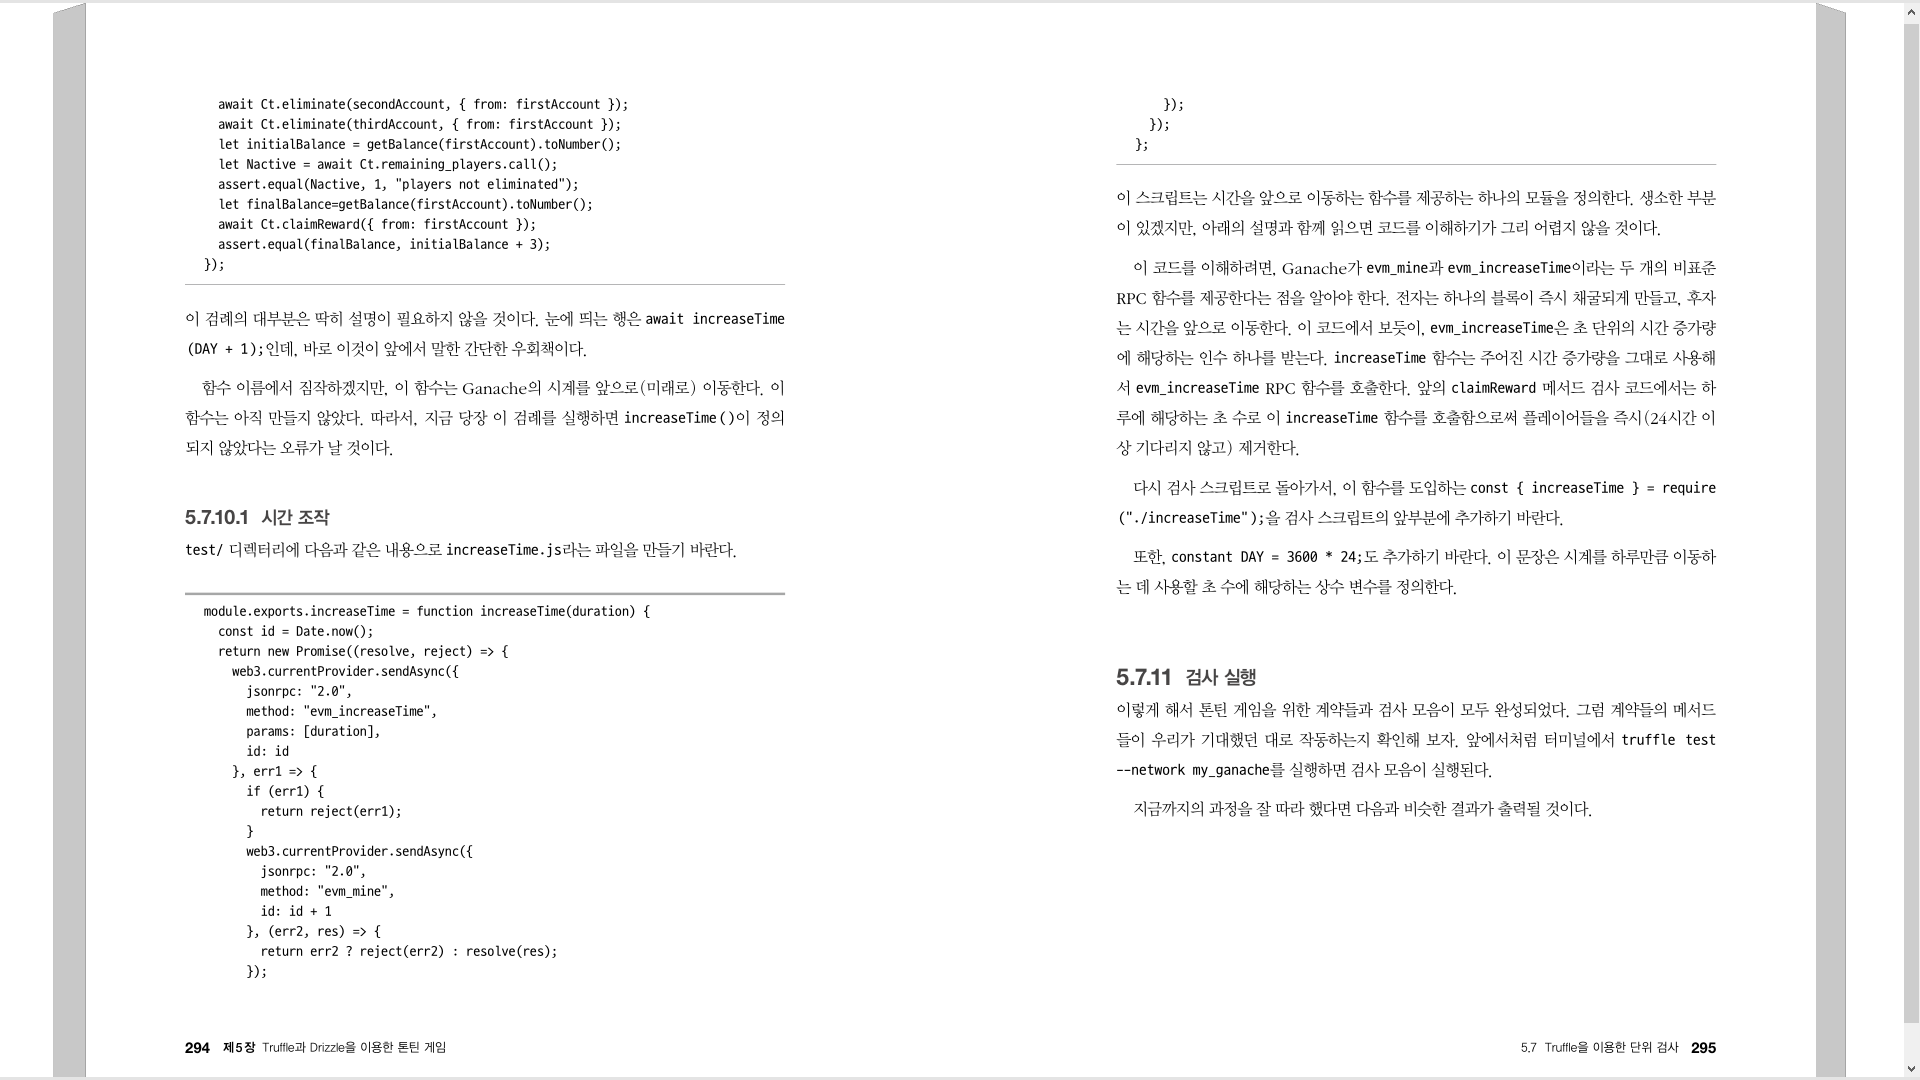 await Ct.eliminate(secondAccount, { from: firstAccount });
await Ct.eliminate(thirdAccount, { from: firstAccount });
let initialBalance = getBalance(firstAccount).toNumber();
let Nactive = await Ct.remaining_players.call();
assert.equal(Nactive, 1, "players not eliminated");
let finalBalance=getBalance(firstAccount).toNumber();
await Ct.claimReward({ from: firstAccount });
assert.equal(finalBalance, initialBalance + 3);
});
이 검례의 대부분은 딱히 설명이 필요하지 않을 것이다. 눈에 띄는 행은 await increaseTime
(DAY + 1);인데, 바로 이것이 앞에서 말한 간단한 우회책이다.
함수 이름에서 짐작하겠지만, 이 함수는 Ganache의 시계를 앞으로(미래로) 이동한다. 이
함수는 아직 만들지 않았다. 따라서, 지금 당장 이 검례를 실행하면 increaseTime()이 정의
되지 않았다는 오류가 날 것이다.
5.7.10.1 시간 조작
test/ 디렉터리에 다음과 같은 내용으로 increaseTime.js라는 파일을 만들기 바란다.
module.exports.increaseTime = function increaseTime(duration) {
const id = Date.now();
return new Promise((resolve, reject) => {
web3.currentProvider.sendAsync({
jsonrpc: "2.0",
method: "evm_increaseTime",
params: [duration],
id: id
}, err1 => {
if (err1) {
return reject(err1);
}
web3.currentProvider.sendAsync({
jsonrpc: "2.0",
method: "evm_mine",
id: id + 1
}, (err2, res) => {
return err2 ? reject(err2) : resolve(res);
});
294 제5장 Truffle과 Drizzle을 이용한 톤틴 게임
});
});
};
이 스크립트는 시간을 앞으로 이동하는 함수를 제공하는 하나의 모듈을 정의한다. 생소한 부분
이 있겠지만, 아래의 설명과 함께 읽으면 코드를 이해하기가 그리 어렵지 않을 것이다.
이 코드를 이해하려면, Ganache가 evm_mine과 evm_increaseTime이라는 두 개의 비표준
RPC 함수를 제공한다는 점을 알아야 한다. 전자는 하나의 블록이 즉시 채굴되게 만들고, 후자
는 시간을 앞으로 이동한다. 이 코드에서 보듯이, evm_increaseTime은 초 단위의 시간 증가량
에 해당하는 인수 하나를 받는다. increaseTime 함수는 주어진 시간 증가량을 그대로 사용해
서 evm_increaseTime RPC 함수를 호출한다. 앞의 claimReward 메서드 검사 코드에서는 하
루에 해당하는 초 수로 이 increaseTime 함수를 호출함으로써 플레이어들을 즉시(24시간 이
상 기다리지 않고) 제거한다.
다시 검사 스크립트로 돌아가서, 이 함수를 도입하는 const { increaseTime } = require
("./increaseTime");을 검사 스크립트의 앞부분에 추가하기 바란다.
또한, constant DAY = 3600 * 24;도 추가하기 바란다. 이 문장은 시계를 하루만큼 이동하
는 데 사용할 초 수에 해당하는 상수 변수를 정의한다.
5.7.11 검사 실행
이렇게 해서 톤틴 게임을 위한 계약들과 검사 모음이 모두 완성되었다. 그럼 계약들의 메서드
들이 우리가 기대했던 대로 작동하는지 확인해 보자. 앞에서처럼 터미널에서 truffle test
--network my_ganache를 실행하면 검사 모음이 실행된다.
지금까지의 과정을 잘 따라 했다면 다음과 비슷한 결과가 출력될 것이다.
5.7 Truffle을 이용한 단위 검사 295